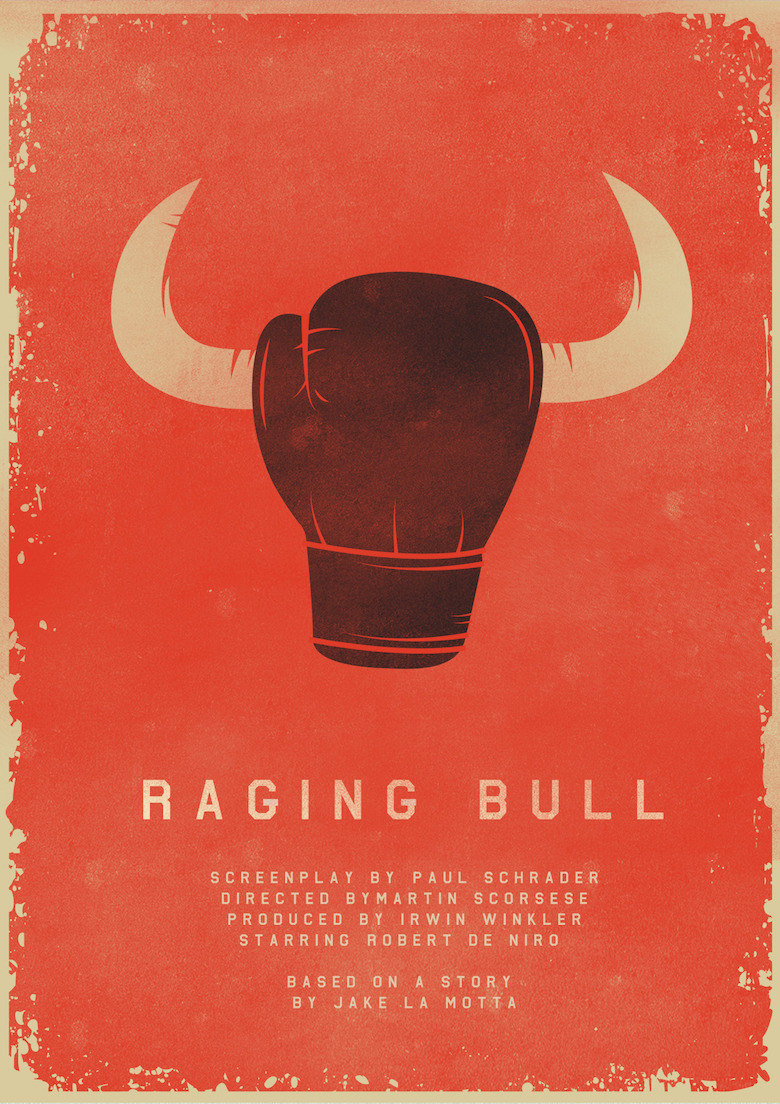 RAGING BULL
SCREENPLAY BY PAUL SCHRADER
DIRECTED BYMARTIN SCORSESE
PRODUCED BY IRWIN WINKLER
STARRING ROBERT DE NIRO
BASED ON A STORY
BY JAKE LA MOTTA